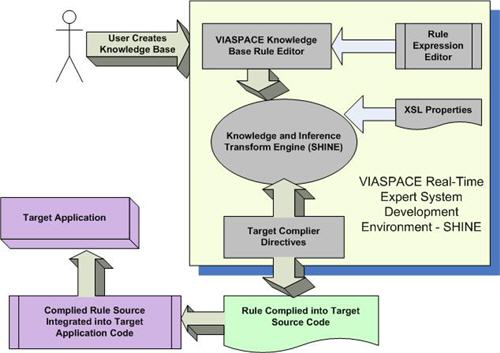 User Creates
Knowledge Base
VIASPACE Knowledge
Base Rule Editor
Rule
Expression
Editor
XSL Properties
Knowledge and Inference
Transform Engine (SHINE)
VIASPACE Real-Time
Expert System
Development
Environment - SHINE
Target Application
Target Complier
Directives
Complied Rule Source
Integrated into Target
Application Code
Rule Complied into Target
Source Code